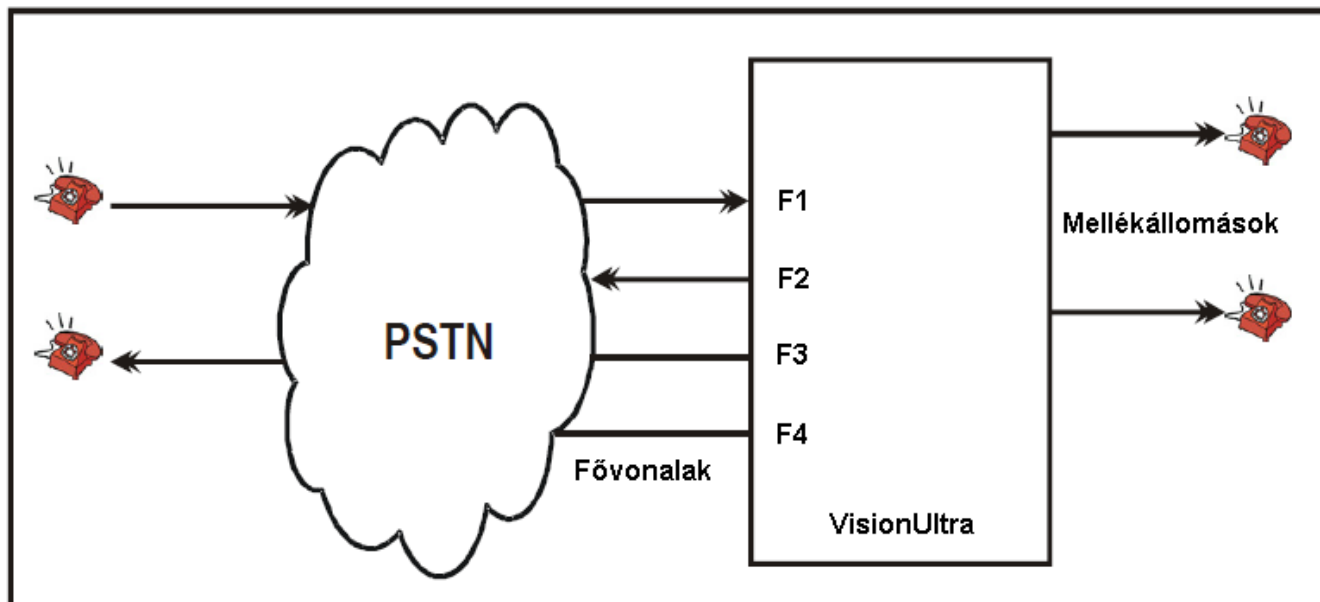 F1
Mellékállomások
F2
PSTN
F3
F4
Fővonalak
VisionUltra